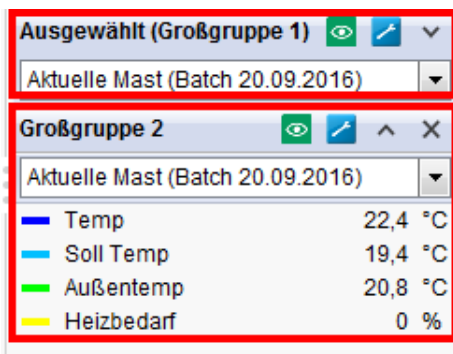 Ausgewählt (Großgruppe 1)
Aktuelle Mast (Batch 20.09.2016)
Großgruppe 2
Aktuelle Mast (Batch 20.09.2016)
Temp 22,4 °C
Soll Temp 19,4 °C
Außentemp 20,8 °C
Heizbedarf 0 %